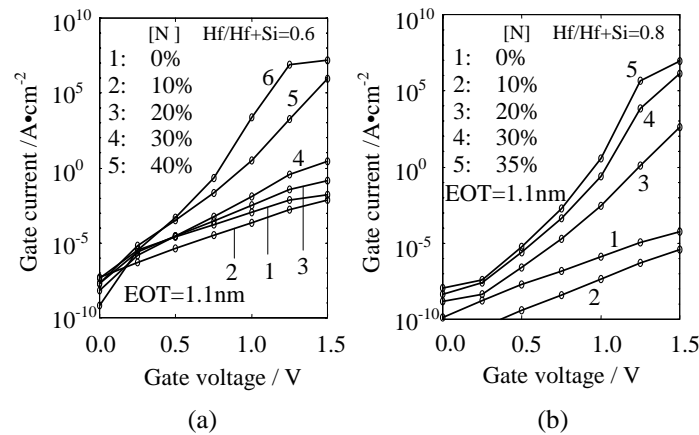 [N ] Hf/Hf+Si=0.6
1: 0%
2: 10%
3: 20%
4: 30%
5: 40%
6
5
4
2 1 3
EOT=1.1nm
10^10
10^5
10^0
10^-5
10^-10
Gate current /A•cm^-2
0.0 0.5 1.0 1.5
Gate voltage / V
(a)
[N] Hf/Hf+Si=0.8
1: 0%
2: 10%
3: 20%
4: 30%
5: 35%
EOT=1.1nm
5
4
3
1
2
10^10
10^5
10^0
10^-5
10^-10
Gate current /A•cm^-2
0.0 0.5 1.0 1.5
Gate voltage / V
(b)